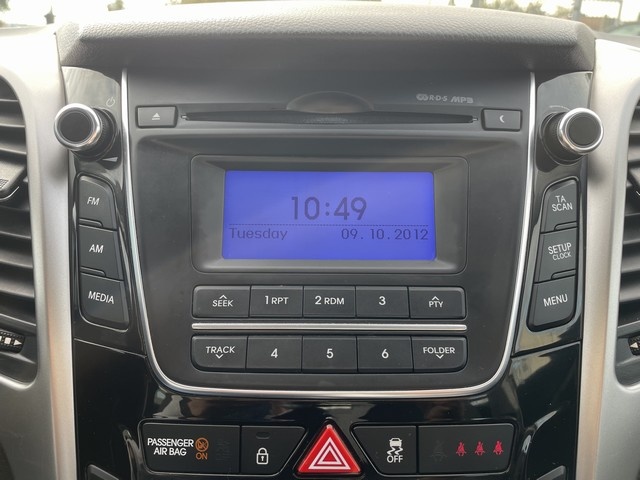 RDS MP3
10:49
Tuesday 09.10.2012
FM
AM
MEDIA
TA
SCAN
SETUP
CLOCK
MENU
SEEK 1 RPT 2 RDM 3 PTY
TRACK 4 5 6 FOLDER
PASSENGER
AIR BAG ON
OFF